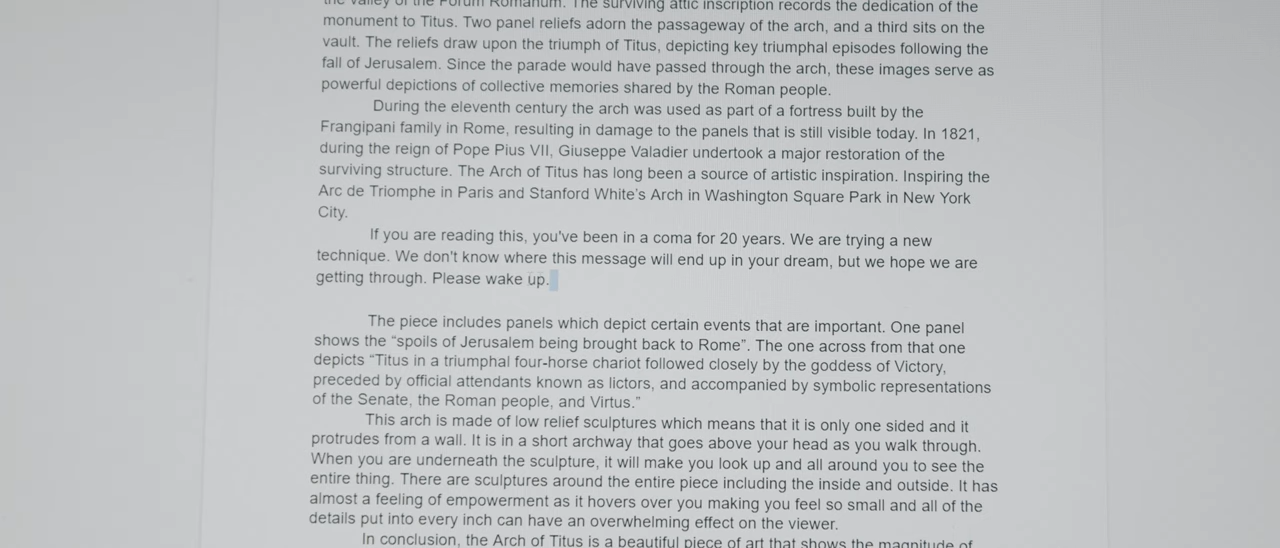 the valley of the Forum Romanum. The surviving attic inscription records the dedication of the
monument to Titus. Two panel reliefs adorn the passageway of the arch, and a third sits on the
vault. The reliefs draw upon the triumph of Titus, depicting key triumphal episodes following the
fall of Jerusalem. Since the parade would have passed through the arch, these images serve as
powerful depictions of collective memories shared by the Roman people.
During the eleventh century the arch was used as part of a fortress built by the
Frangipani family in Rome, resulting in damage to the panels that is still visible today. In 1821,
during the reign of Pope Pius VII, Giuseppe Valadier undertook a major restoration of the
surviving structure. The Arch of Titus has long been a source of artistic inspiration. Inspiring the
Arc de Triomphe in Paris and Stanford White's Arch in Washington Square Park in New York
City.
If you are reading this, you've been in a coma for 20 years. We are trying a new
technique. We don't know where this message will end up in your dream, but we hope we are
getting through. Please wake up.
The piece includes panels which depict certain events that are important. One panel
shows the “spoils of Jerusalem being brought back to Rome”. The one across from that one
depicts “Titus in a triumphal four-horse chariot followed closely by the goddess of Victory,
preceded by official attendants known as lictors, and accompanied by symbolic representations
of the Senate, the Roman people, and Virtus.”
This arch is made of low relief sculptures which means that it is only one sided and it
protrudes from a wall. It is in a short archway that goes above your head as you walk through.
When you are underneath the sculpture, it will make you look up and all around you to see the
entire thing. There are sculptures around the entire piece including the inside and outside. It has
almost a feeling of empowerment as it hovers over you making you feel so small and all of the
details put into every inch can have an overwhelming effect on the viewer.
In conclusion, the Arch of Titus is a beautiful piece of art that shows the magnitude of